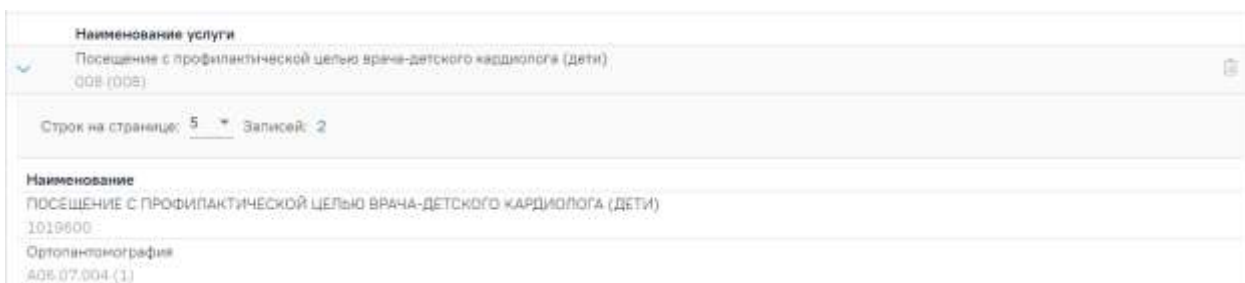 Наименование услуги
Посещение с профилактической целью врача-детского кардиолога (дети)
008 (008)
Строк на странице: 5 Записей: 2
Наименование
ПОСЕЩЕНИЕ С ПРОФИЛАКТИЧЕСКОЙ ЦЕЛЬЮ ВРАЧА-ДЕТСКОГО КАРДИОЛОГА (ДЕТИ)
1019600
Ортопантомография
A06.07.004 (1)